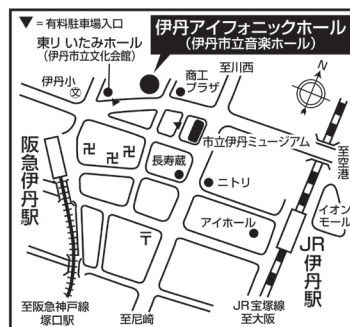 ▼=有料駐車場入口
伊丹アイフォニックホール
(伊丹市立音楽ホール)
東リ いたみホール
(伊丹市立文化会館)
伊丹小
文
商工
プラザ
至川西
N
市立伊丹ミュージアム
至空港
阪急伊丹駅
卍
卍
卍
長寿蔵
ニトリ
アイホール
イオン
モール
JR伊丹駅
〒
至阪急神戸線
塚口駅
至尼崎
JR宝塚線
至大阪